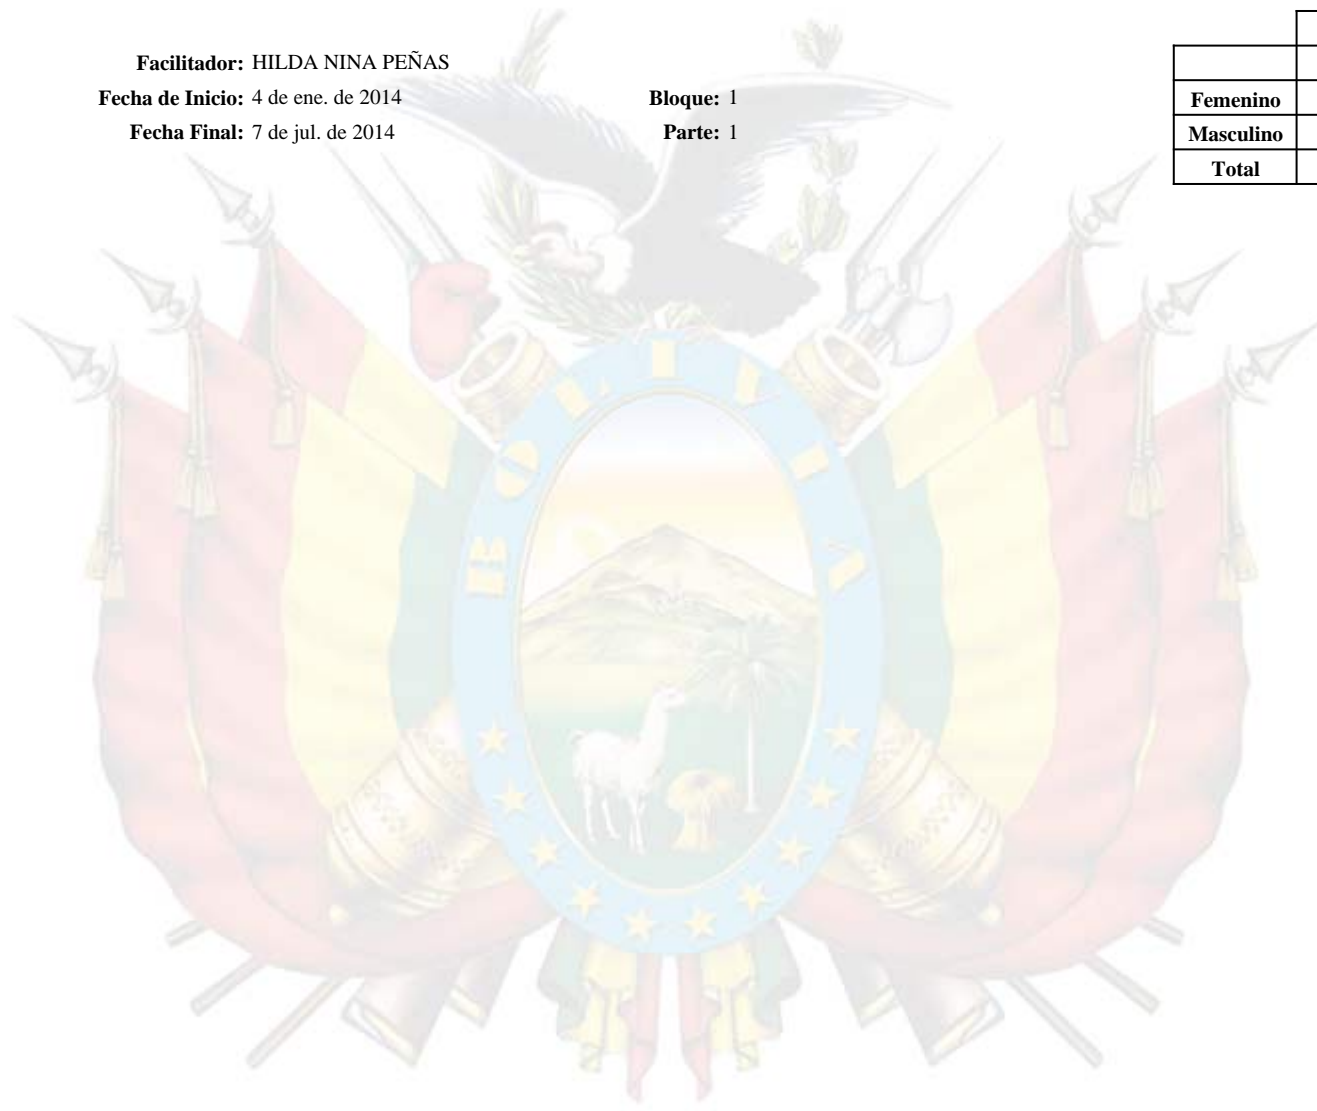 Facilitador: HILDA NINA PEÑAS
Fecha de Inicio: 4 de ene. de 2014 Bloque: 1
Fecha Final: 7 de jul. de 2014 Parte: 1
Femenino
Masculino
Total
BOLIVIA